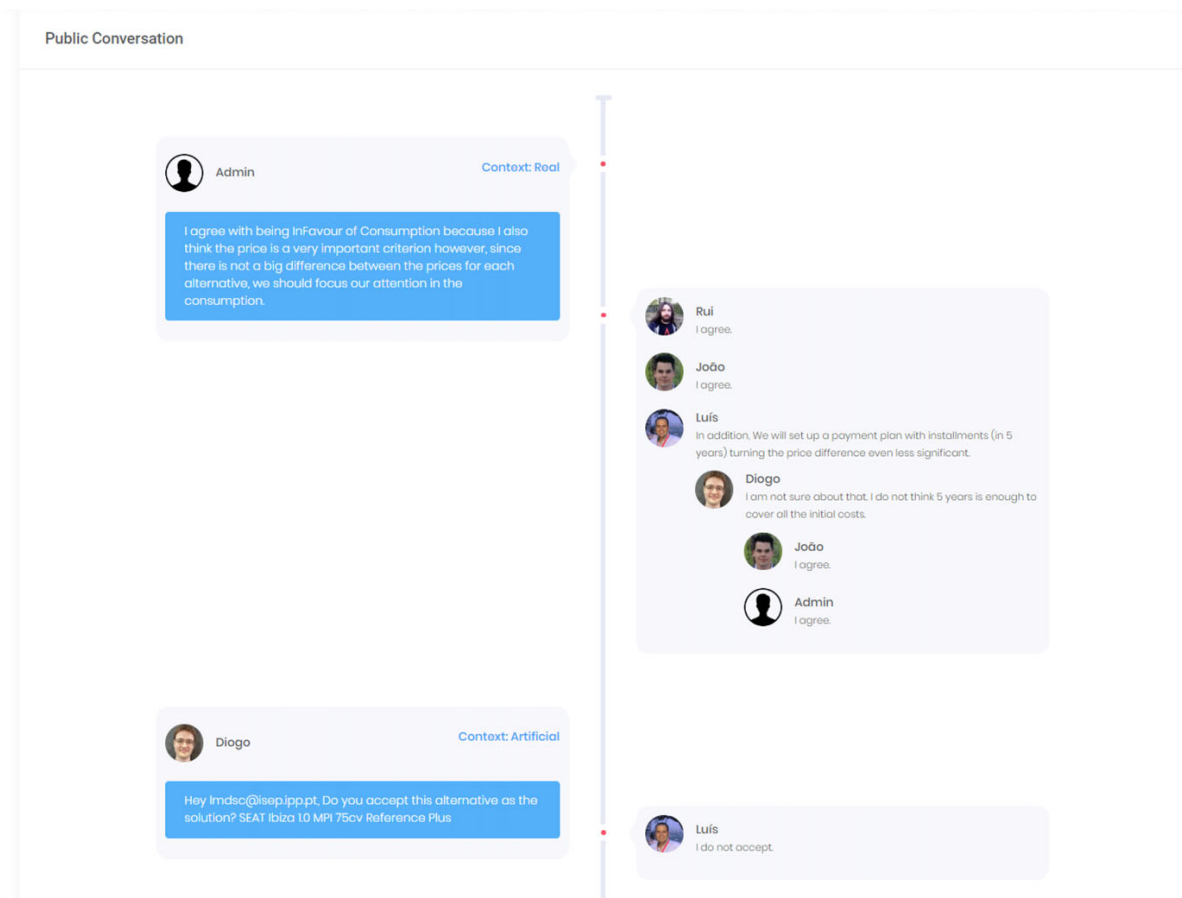 Public Conversation
Admin
Context: Real
I agree with being InFavour of Consumption because I also
think the price is a very important criterion however, since
there is not a big difference between the prices for each
alternative, we should focus our attention in the
consumption.
Rui
I agree.
João
I agree.
Luís
In addition, We will set up a payment plan with installments (in 5
years) turning the price difference even less significant.
Diogo
I am not sure about that. I do not think 5 years is enough to
cover all the initial costs.
João
I agree.
Admin
I agree.
Diogo
Context: Artificial
Hey lmdsc@isep.ipp.pt, Do you accept this alternative as the
solution? SEAT Ibiza 1.0 MPI 75cv Reference Plus
Luís
I do not accept.